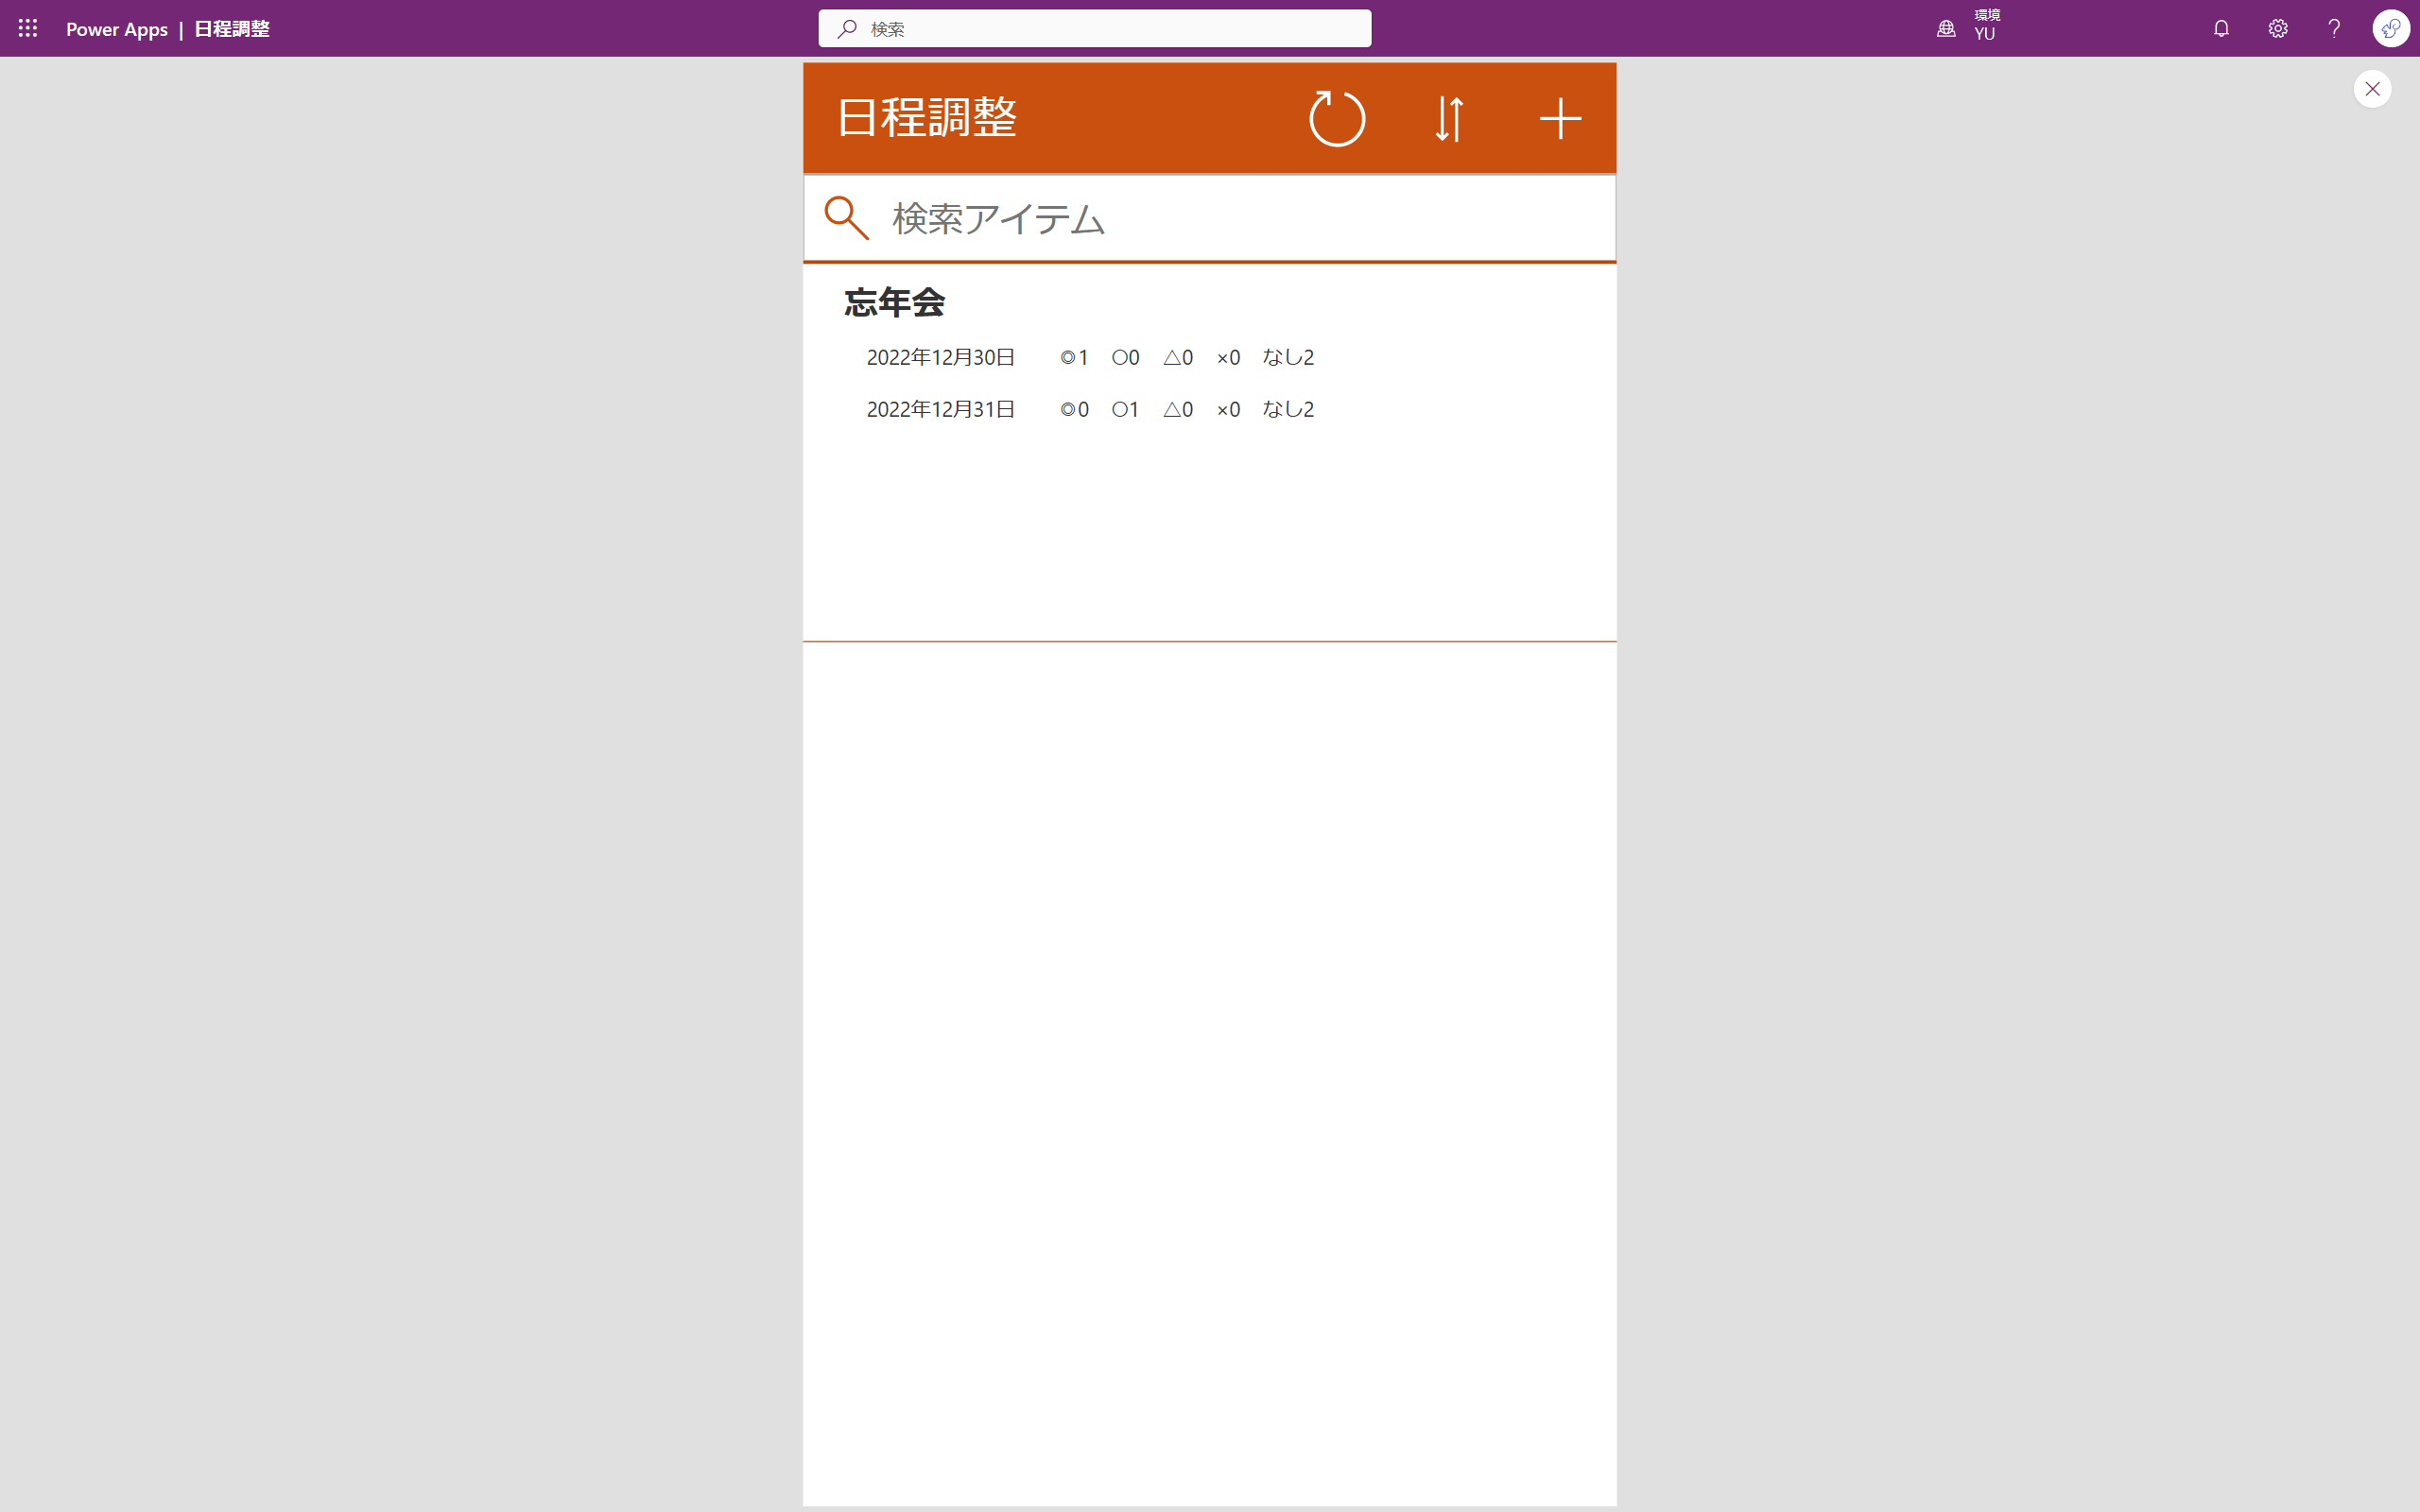 Power Apps | 日程調整
検索
環境
YU
日程調整
検索アイテム
忘年会
2022年12月30日 ◎1 ○0 △0 ×0 なし2
2022年12月31日 ◎0 ○1 △0 ×0 なし2